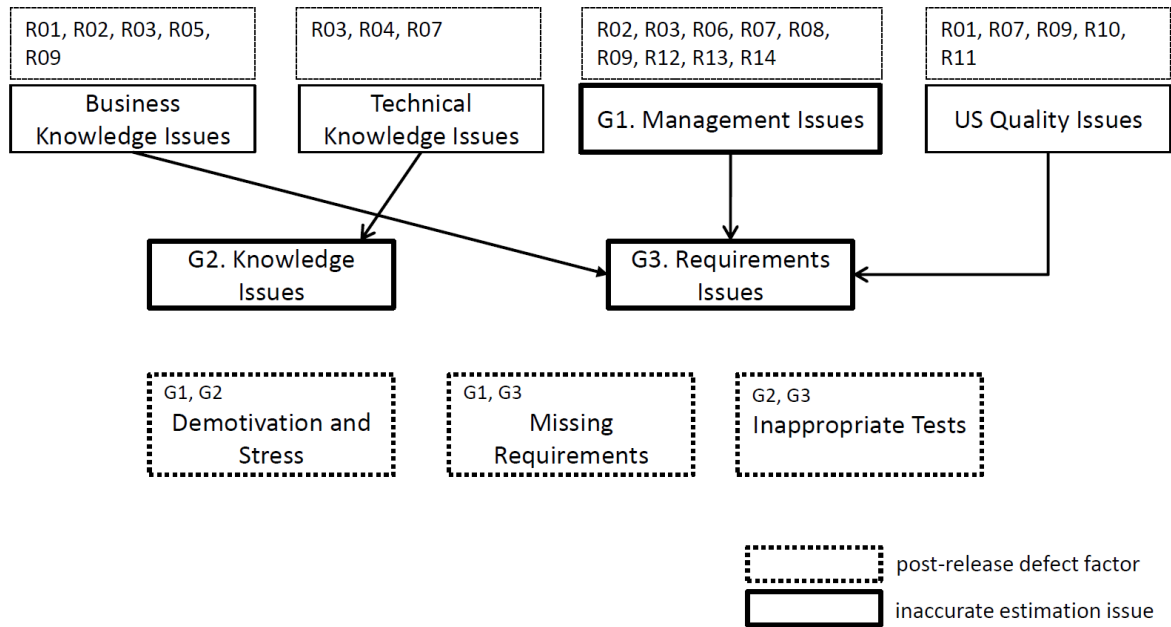 R01, R02, R03, R05,
R09
R03, R04, R07
R02, R03, R06, R07, R08,
R09, R12, R13, R14
R01, R07, R09, R10,
R11
Business
Knowledge Issues
Technical
Knowledge Issues
G1. Management Issues
US Quality Issues
G2. Knowledge
Issues
G3. Requirements
Issues
G1, G2
Demotivation and
Stress
G1, G3
Missing
Requirements
G2, G3
Inappropriate Tests
post-release defect factor
inaccurate estimation issue